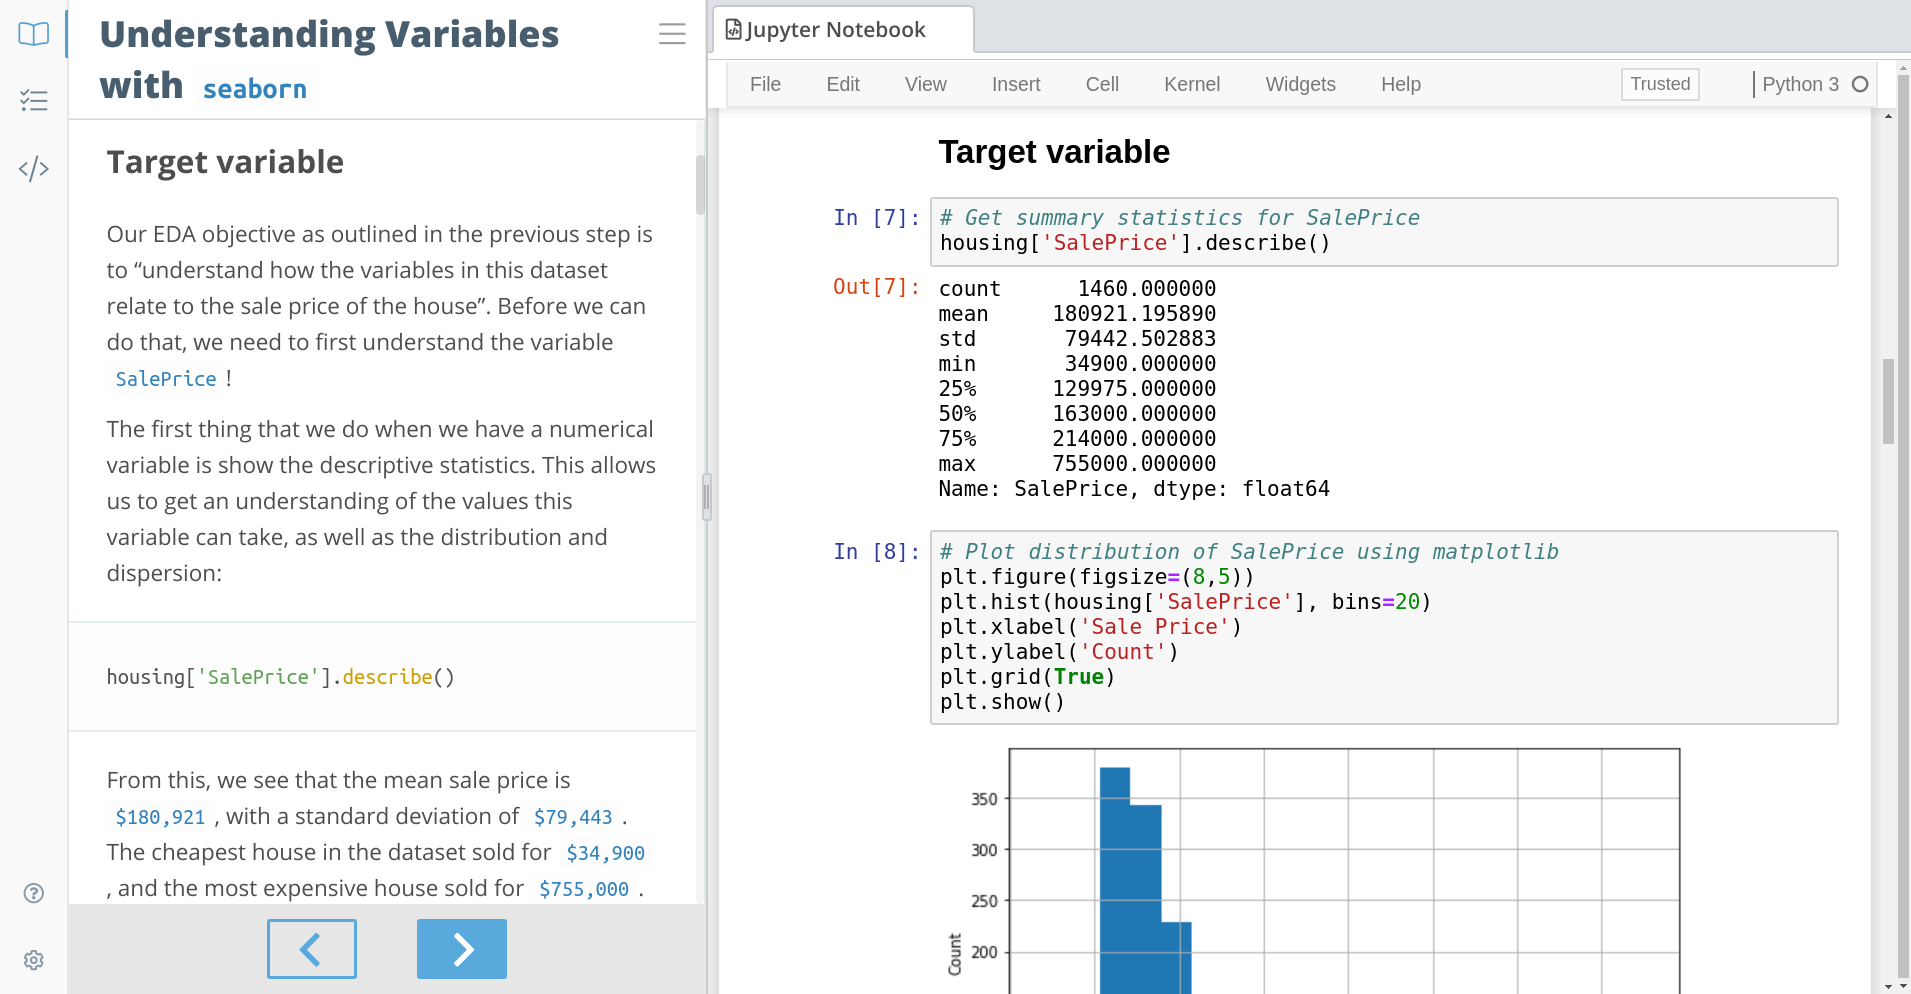 Understanding Variables
with seaborn
Target variable
Our EDA objective as outlined in the previous step is
to “understand how the variables in this dataset
relate to the sale price of the house”. Before we can
do that, we need to first understand the variable
SalePrice !
The first thing that we do when we have a numerical
variable is show the descriptive statistics. This allows
us to get an understanding of the values this
variable can take, as well as the distribution and
dispersion:
housing['SalePrice'].describe()
From this, we see that the mean sale price is
$180,921 , with a standard deviation of $79,443 .
The cheapest house in the dataset sold for $34,900
, and the most expensive house sold for $755,000 .
Jupyter Notebook
File Edit View Insert Cell Kernel Widgets Help Trusted Python 3
Target variable
In [7]: # Get summary statistics for SalePrice
housing['SalePrice'].describe()
Out[7]: count 1460.000000
mean 180921.195890
std 79442.502883
min 34900.000000
25% 129975.000000
50% 163000.000000
75% 214000.000000
max 755000.000000
Name: SalePrice, dtype: float64
In [8]: # Plot distribution of SalePrice using matplotlib
plt.figure(figsize=(8,5))
plt.hist(housing['SalePrice'], bins=20)
plt.xlabel('Sale Price')
plt.ylabel('Count')
plt.grid(True)
plt.show()
350
300
250
200
Count